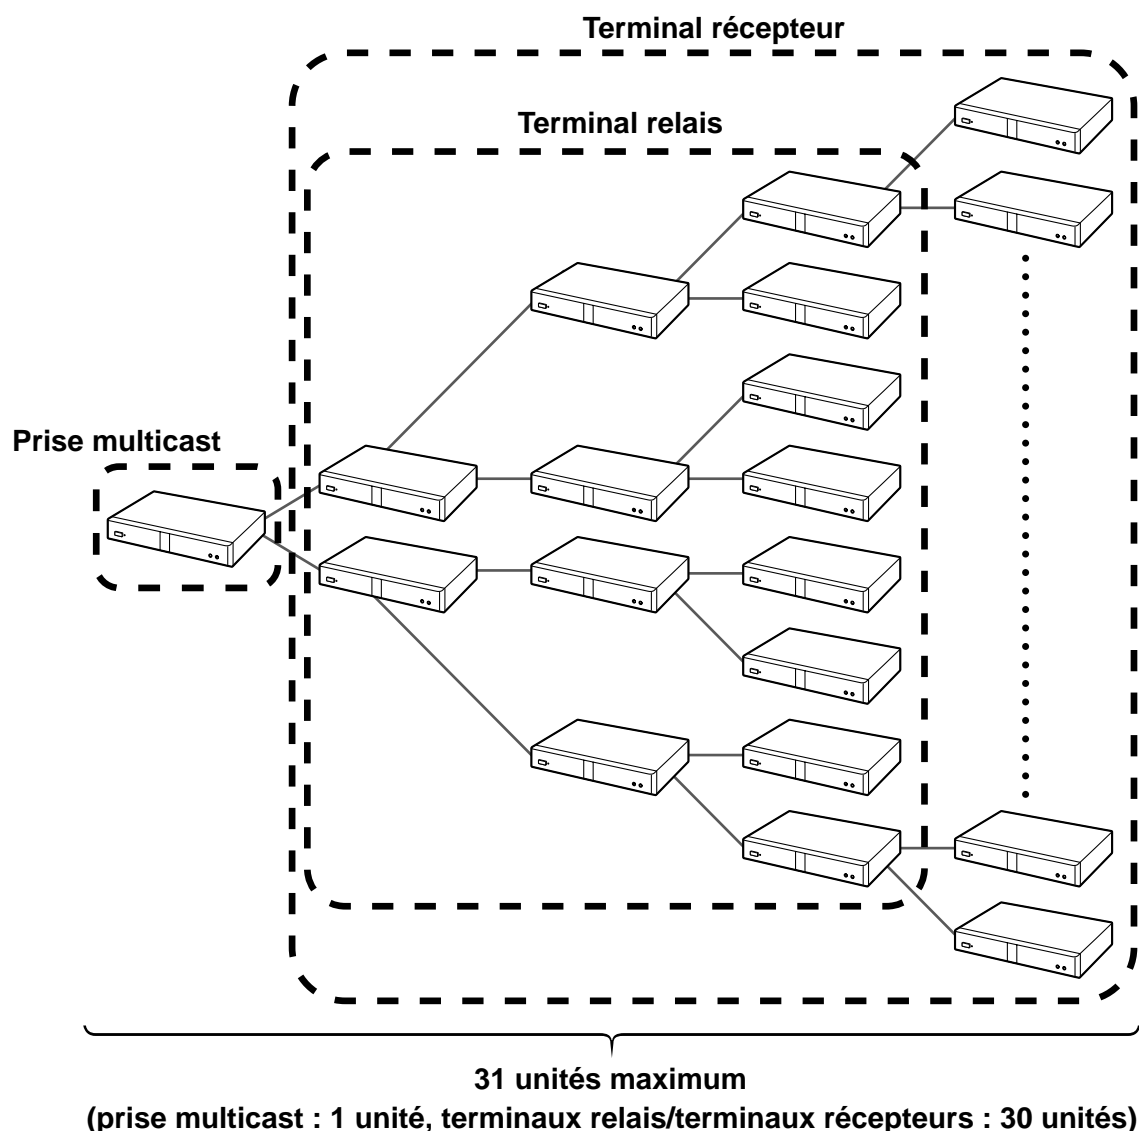 Terminal récepteur
Terminal relais
Prise multicast
31 unités maximum
(prise multicast : 1 unité, terminaux relais/terminaux récepteurs : 30 unités)